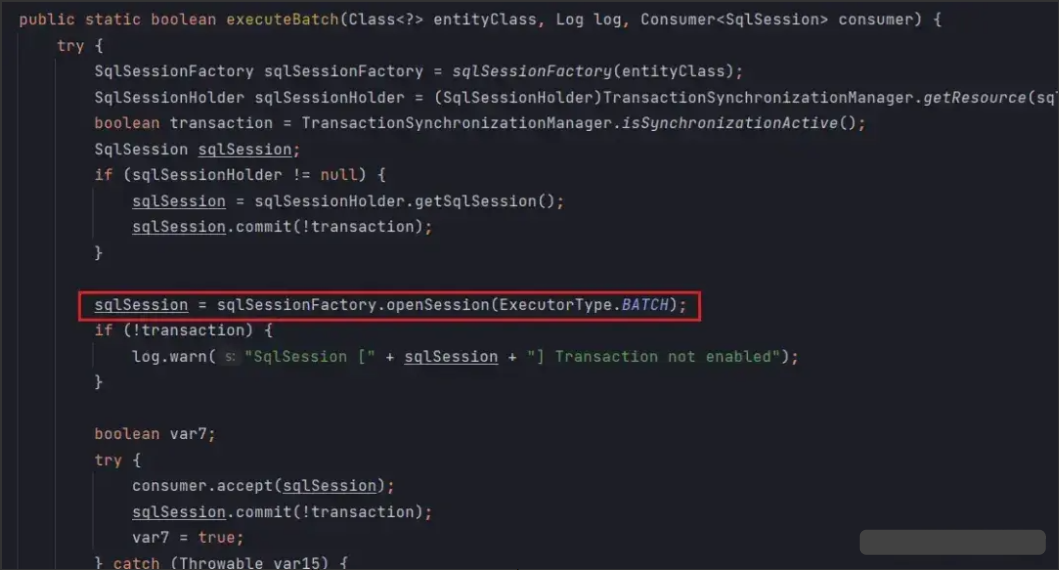 public static boolean executeBatch(Class<?> entityClass, Log log, Consumer<SqlSession> consumer) {
try {
SqlSessionFactory sqlSessionFactory = sqlSessionFactory(entityClass);
SqlSessionHolder sqlSessionHolder = (SqlSessionHolder)TransactionSynchronizationManager.getResource(sq
boolean transaction = TransactionSynchronizationManager.isSynchronizationActive();
SqlSession sqlSession;
if (sqlSessionHolder != null) {
sqlSession = sqlSessionHolder.getSqlSession();
sqlSession.commit(!transaction);
}
sqlSession = sqlSessionFactory.openSession(ExecutorType.BATCH);
if (!transaction) {
log.warn( s: "SqlSession [" + sqlSession + "] Transaction not enabled");
}
boolean var7;
try {
consumer.accept(sqlSession);
sqlSession.commit(!transaction);
var7 = true;
} catch (Throwable var15) {